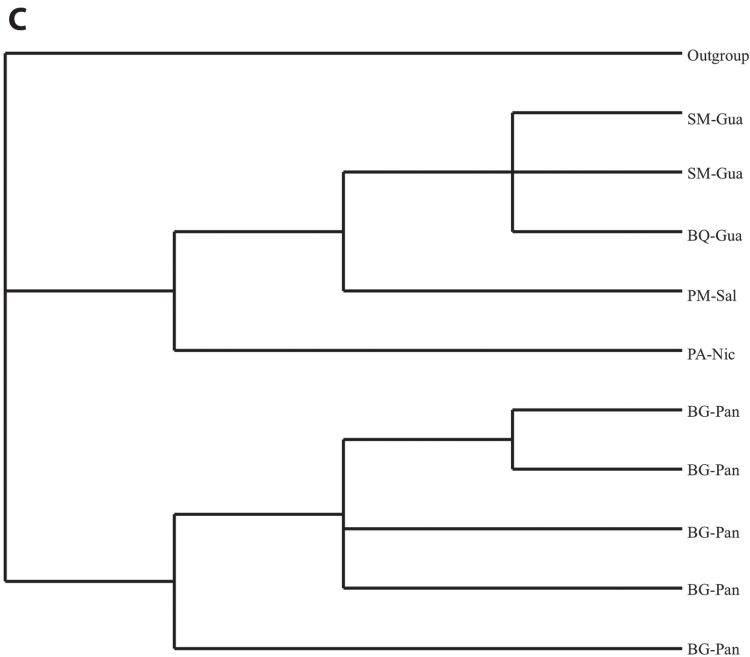 C
Outgroup
SM-Gua
SM-Gua
BQ-Gua
PM-Sal
PA-Nic
BG-Pan
BG-Pan
BG-Pan
BG-Pan
BG-Pan